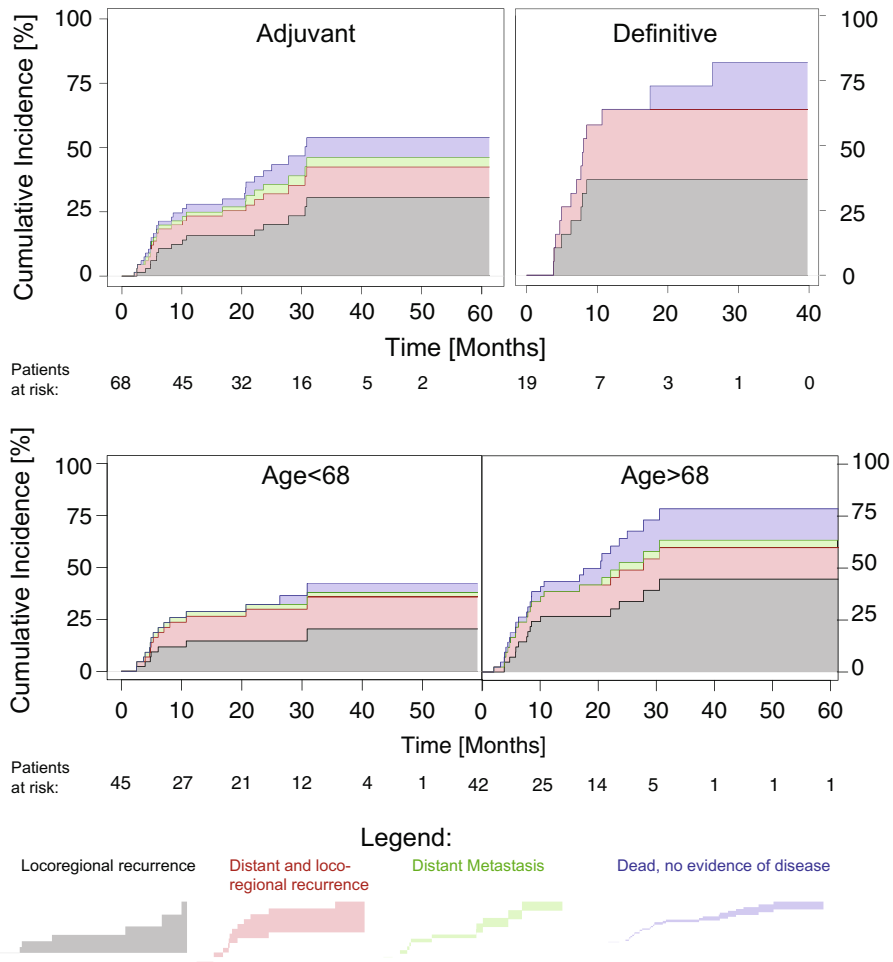 Adjuvant
Definitive
Cumulative Incidence [%]
100
75
50
25
0
100
75
50
25
0
0 10 20 30 40 50 60
0 10 20 30 40
Time [Months]
Patients
at risk:
68 45 32 16 5 2
19 7 3 1 0
Age<68
Age>68
Cumulative Incidence [%]
100
75
50
25
0
100
75
50
25
0
0 10 20 30 40 50
0 10 20 30 40 50 60
Time [Months]
Patients
at risk:
45 27 21 12 4 1
42 25 14 5 1 1 1
Legend:
Locoregional recurrence
Distant and loco-
regional recurrence
Distant Metastasis
Dead, no evidence of disease